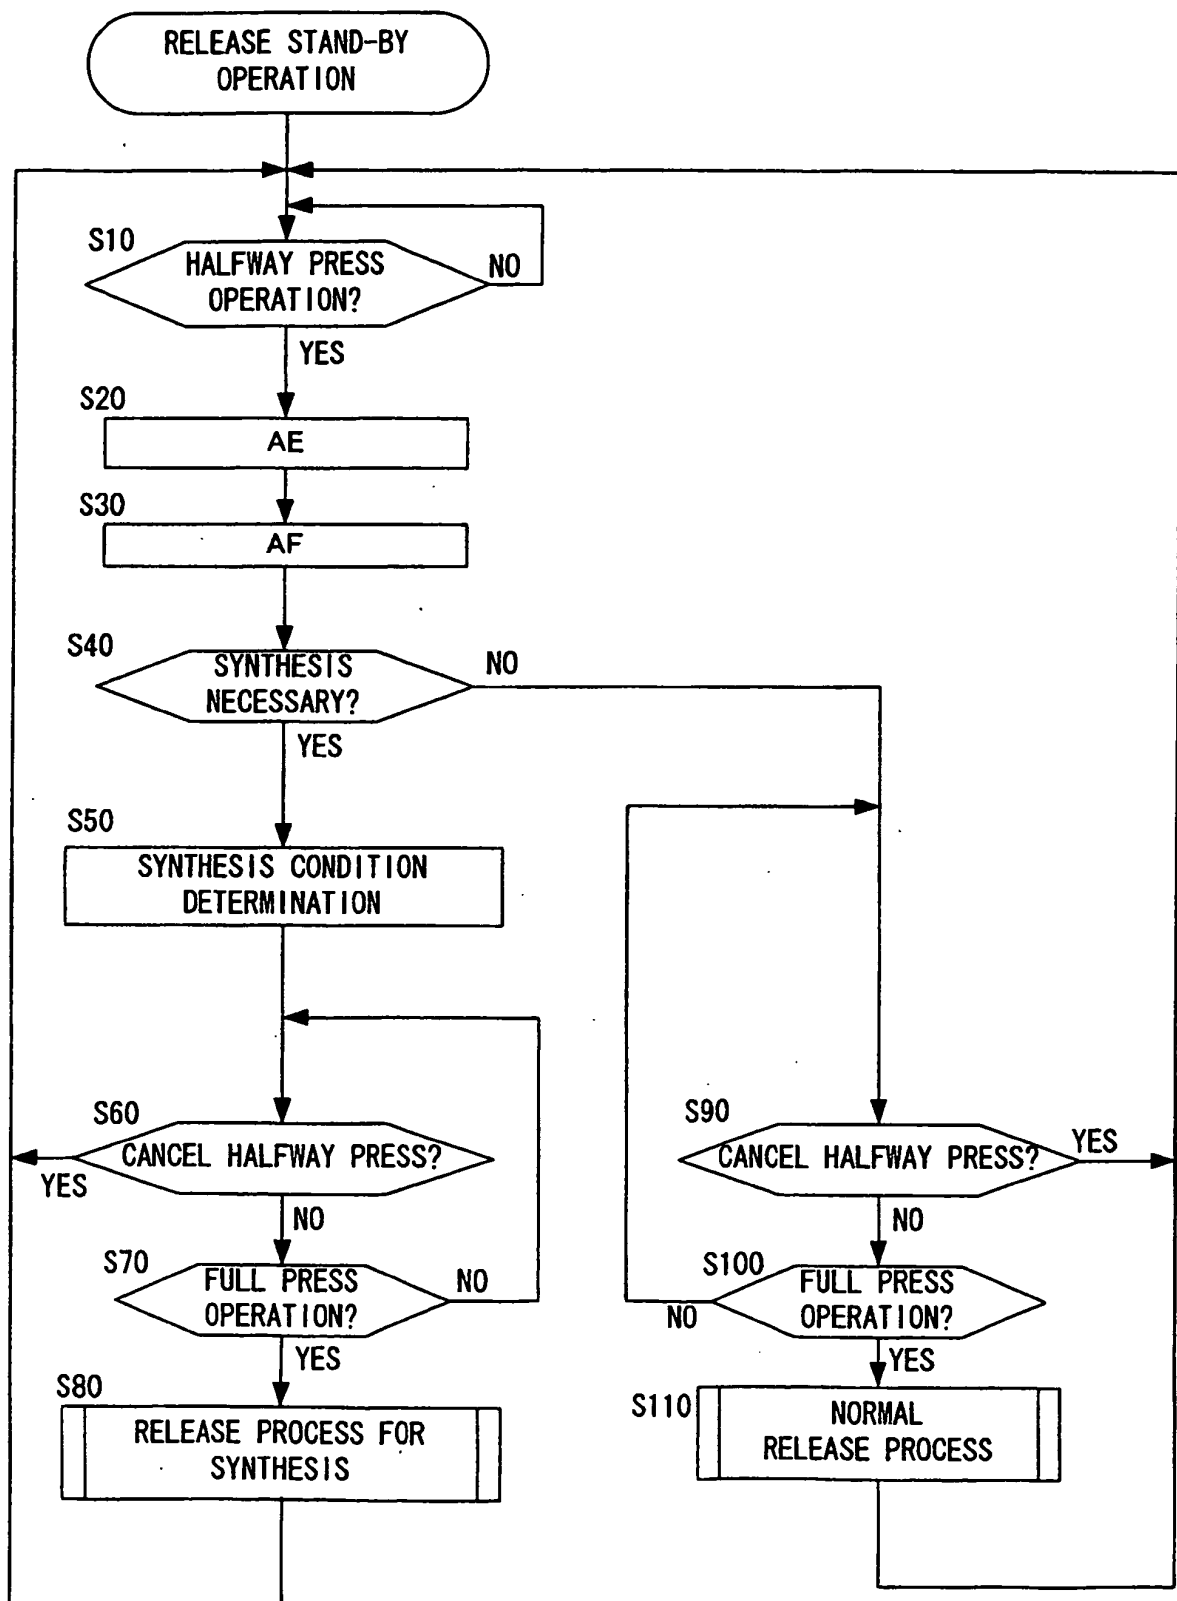 RELEASE STAND-BY
OPERATION
S10
HALFWAY PRESS
OPERATION?
NO
YES
S20
AE
S30
AF
S40
SYNTHESIS
NECESSARY?
NO
YES
S50
SYNTHESIS CONDITION
DETERMINATION
S60
CANCEL HALFWAY PRESS?
YES
NO
S70
FULL PRESS
OPERATION?
NO
YES
S80
RELEASE PROCESS FOR
SYNTHESIS
S90
CANCEL HALFWAY PRESS?
YES
NO
S100
FULL PRESS
OPERATION?
NO
YES
S110
NORMAL
RELEASE PROCESS